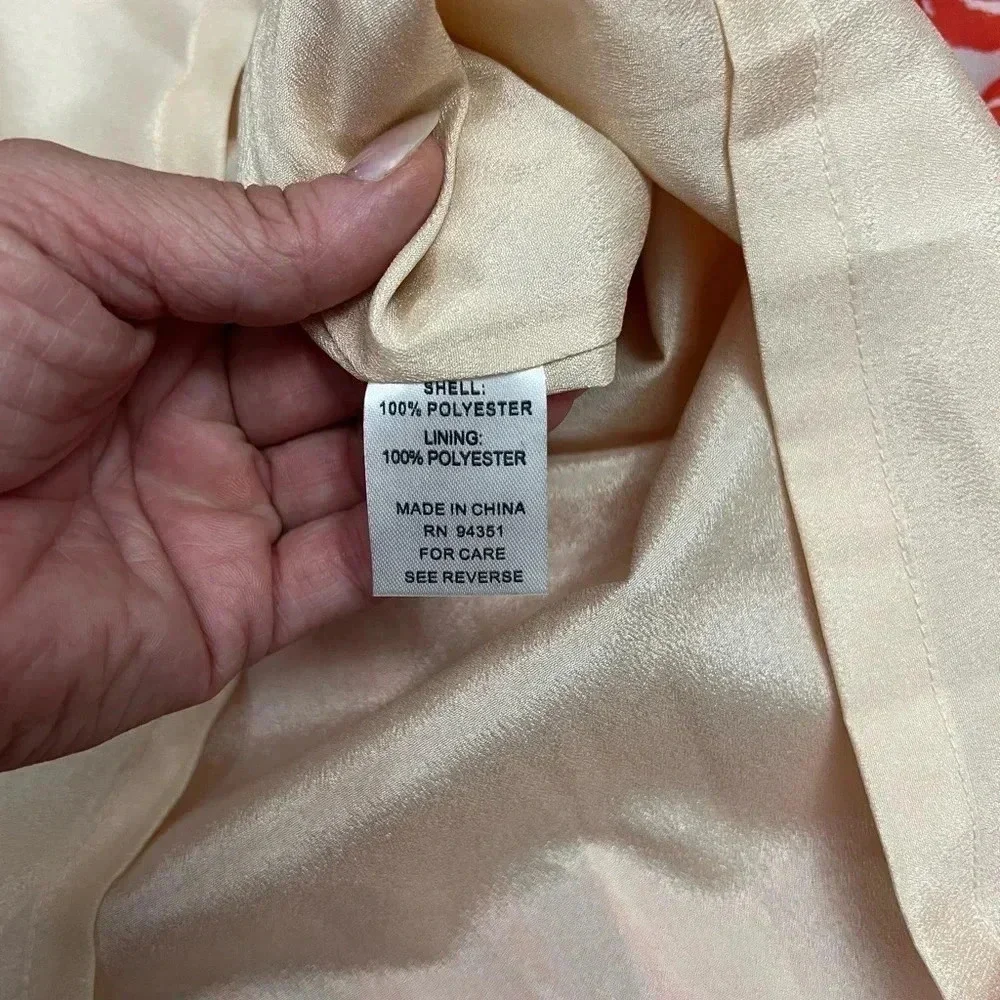 SHELL:
100% POLYESTER
LINING:
100% POLYESTER
MADE IN CHINA
RN 94351
FOR CARE
SEE REVERSE